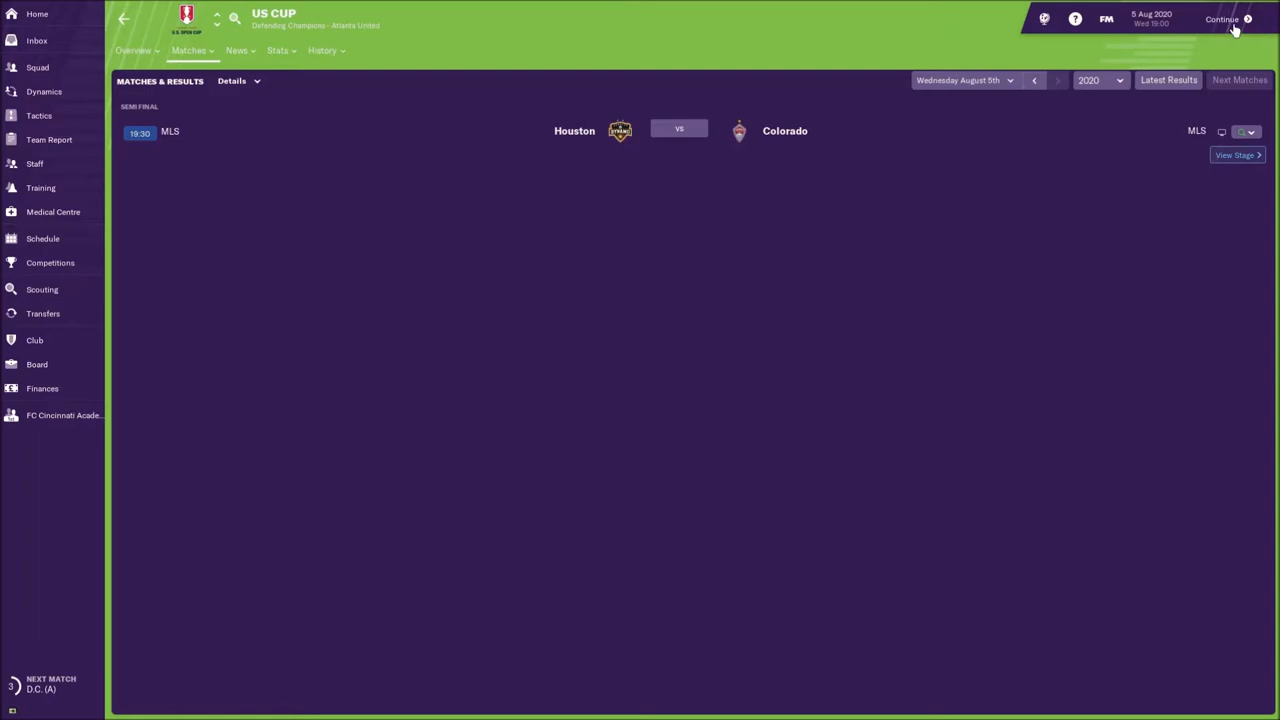 Home
US CUP
Defending Champions - Atlanta United
5 Aug 2020
Wed 19:00
Continue
FM
U.S. OPEN CUP
Inbox
Overview
Matches
News
Stats
History
Squad
Dynamics
Tactics
Team Report
Staff
Training
Medical Centre
Schedule
Competitions
Scouting
Transfers
Club
Board
Finances
FC Cincinnati Acade...
MATCHES & RESULTS
Details
Wednesday August 5th
2020
Latest Results
Next Matches
SEMI FINAL
19:30 MLS
Houston
VS
Colorado
MLS
View Stage
3
NEXT MATCH
D.C. (A)